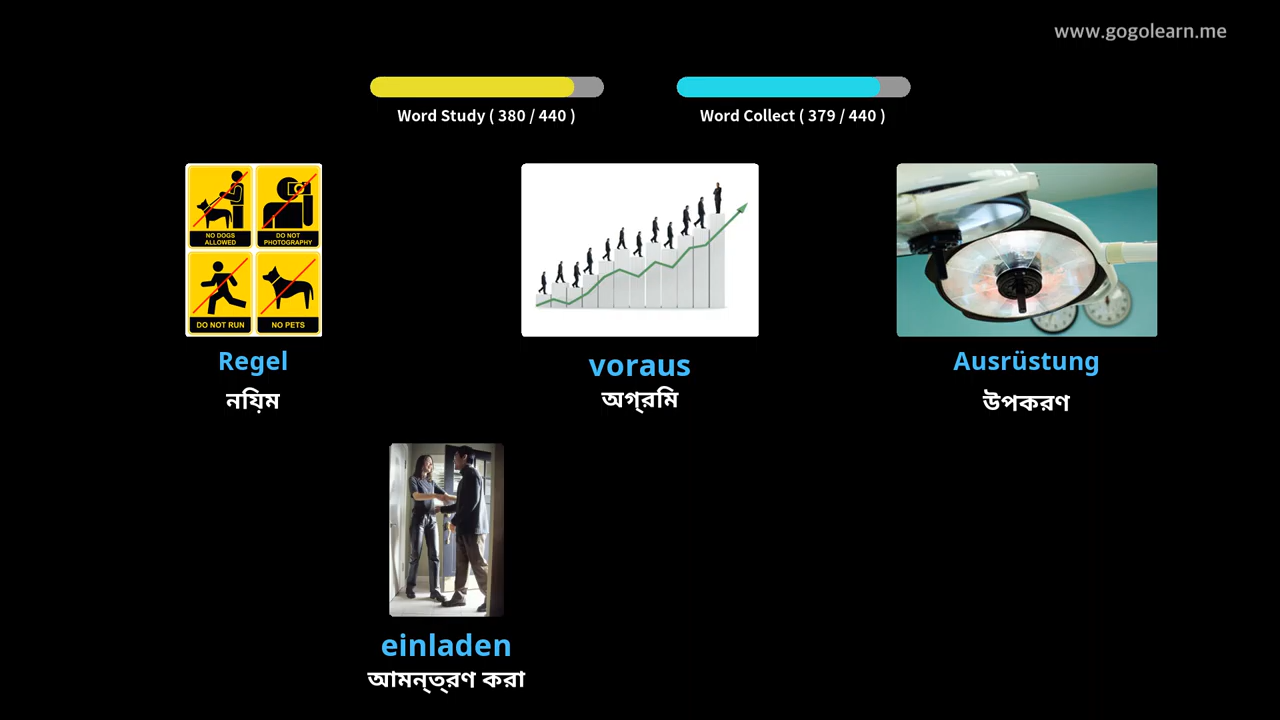 www.gogolearn.me
Word Study ( 380 / 440 )
Word Collect ( 379 / 440 )
NO DOGS
ALLOWED
DO NOT
PHOTOGRAPHY
DO NOT RUN
NO PETS
Regel
voraus
Ausrüstung
নিয়ম
অগ্রিম
উপকরণ
einladen
আমন্ত্রণ করা